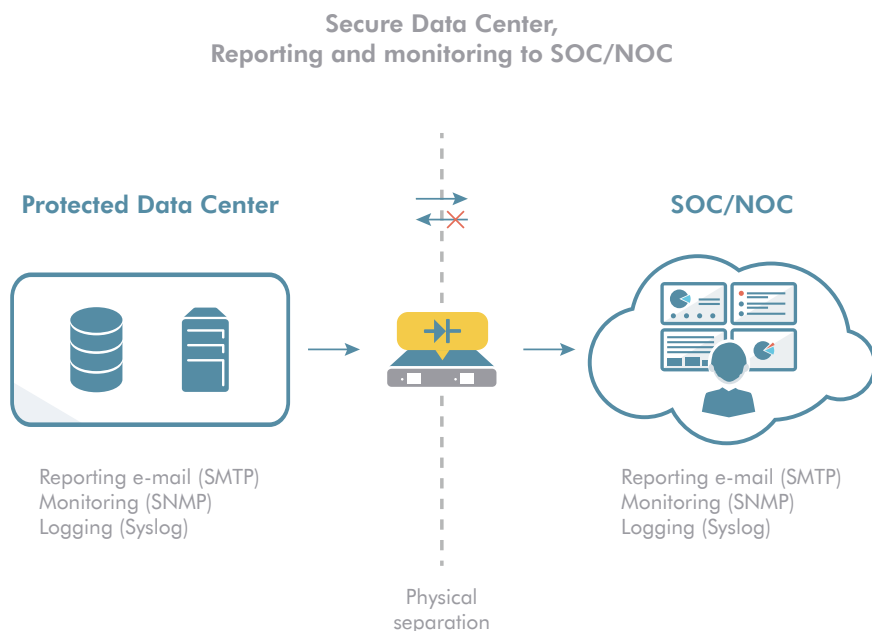 Secure Data Center,
Reporting and monitoring to SOC/NOC
Protected Data Center
SOC/NOC
Reporting e-mail (SMTP)
Monitoring (SNMP)
Logging (Syslog)
Reporting e-mail (SMTP)
Monitoring (SNMP)
Logging (Syslog)
Physical
separation